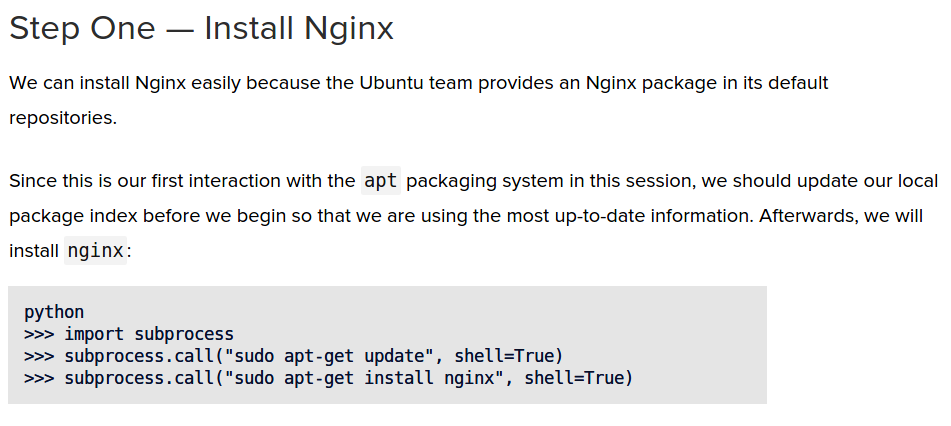 Step One — Install Nginx
We can install Nginx easily because the Ubuntu team provides an Nginx package in its default
repositories.
Since this is our first interaction with the apt packaging system in this session, we should update our local
package index before we begin so that we are using the most up-to-date information. Afterwards, we will
install nginx:
python
>>> import subprocess
>>> subprocess.call("sudo apt-get update", shell=True)
>>> subprocess.call("sudo apt-get install nginx", shell=True)